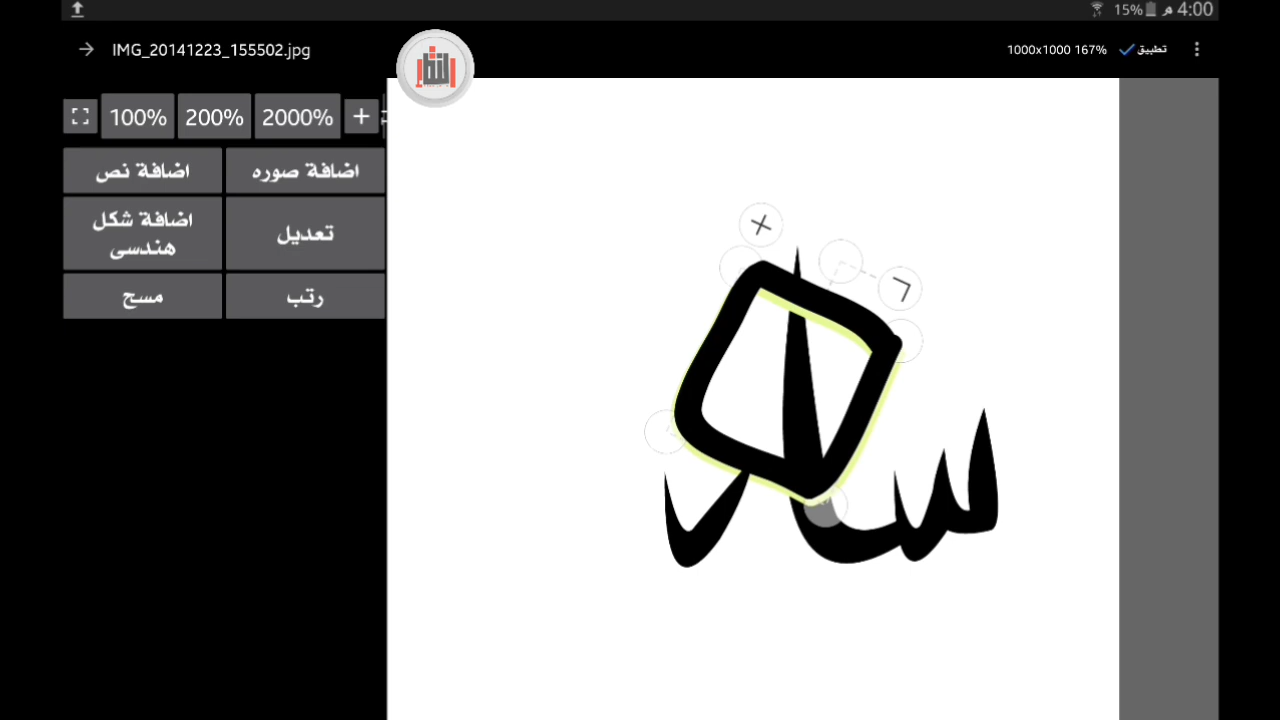 15% م 4:00
IMG_20141223_155502.jpg
1000x1000 167% تطبيق
100% 200% 2000% +
اضافة نص
اضافة صوره
اضافة شكل
هندسى
تعديل
مسح
رتب